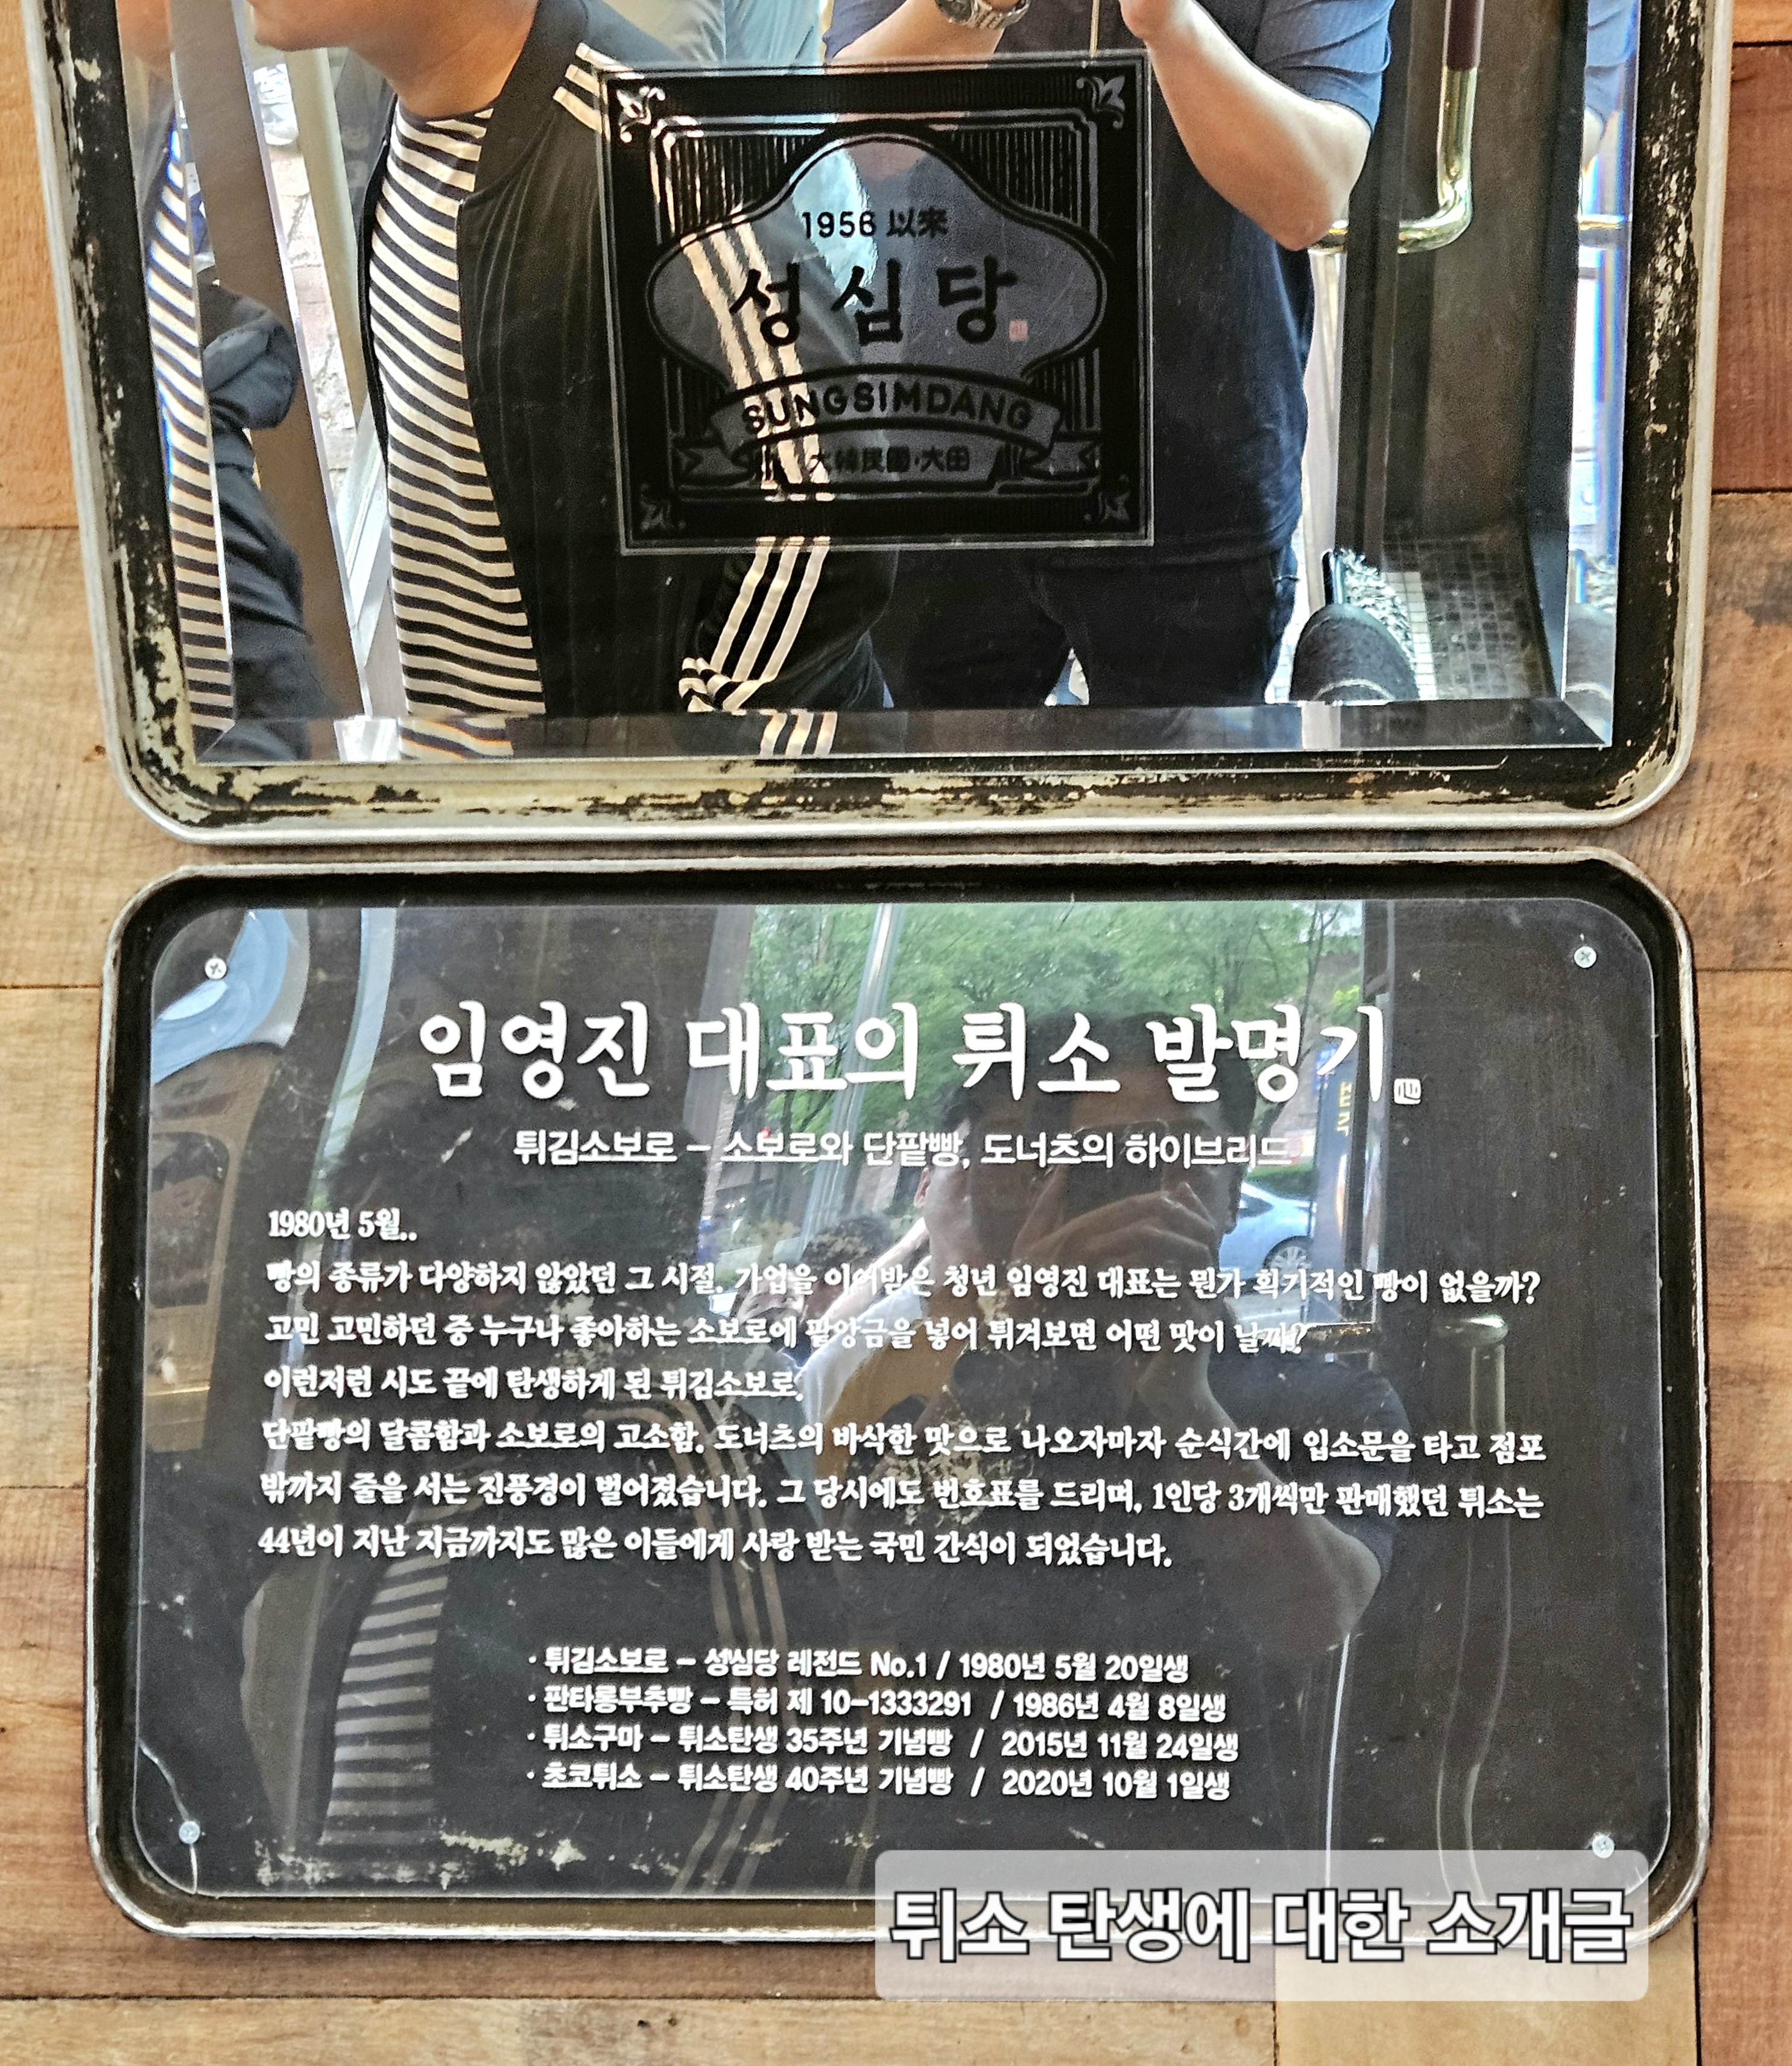 1956 以來
성심당
SUNGSIMDANG
大韓民國·大田
임영진 대표의 튀소 발명기
튀김소보로 - 소보로와 단팥빵, 도너츠의 하이브리드
1980년 5월..
빵의 종류가 다양하지 않았던 그 시절. 가업을 이어받은 청년 임영진 대표는 뭔가 획기적인 빵이 없을까?
고민 고민하던 중 누구나 좋아하는 소보로에 팥앙금을 넣어 튀겨보면 어떤 맛이 날까?
이런저런 시도 끝에 탄생하게 된 튀김소보로.
단팥빵의 달콤함과 소보로의 고소함. 도너츠의 바삭한 맛으로 나오자마자 순식간에 입소문을 타고 점포
밖까지 줄을 서는 진풍경이 벌어졌습니다. 그 당시에도 번호표를 드리며, 1인당 3개씩만 판매했던 튀소는
44년이 지난 지금까지도 많은 이들에게 사랑 받는 국민 간식이 되었습니다.
· 튀김소보로 - 성심당 레전드 No.1 / 1980년 5월 20일생
· 판타롱부추빵 - 특허 제 10-1333291 / 1986년 4월 8일생
· 튀소구마 - 튀소탄생 35주년 기념빵 / 2015년 11월 24일생
· 초코튀소 - 튀소탄생 40주년 기념빵 / 2020년 10월 1일생
튀소 탄생에 대한 소개글